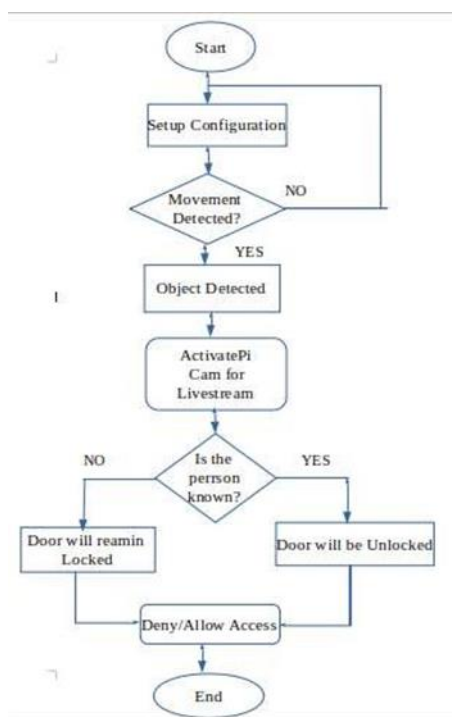 Start
Setup Configuration
Movement
Detected?
NO
YES
Object Detected
ActivatePi
Cam for
Livestream
Is the
perrson
known?
NO
YES
Door will reamin
Locked
Door will be Unlocked
Deny/Allow Access
End